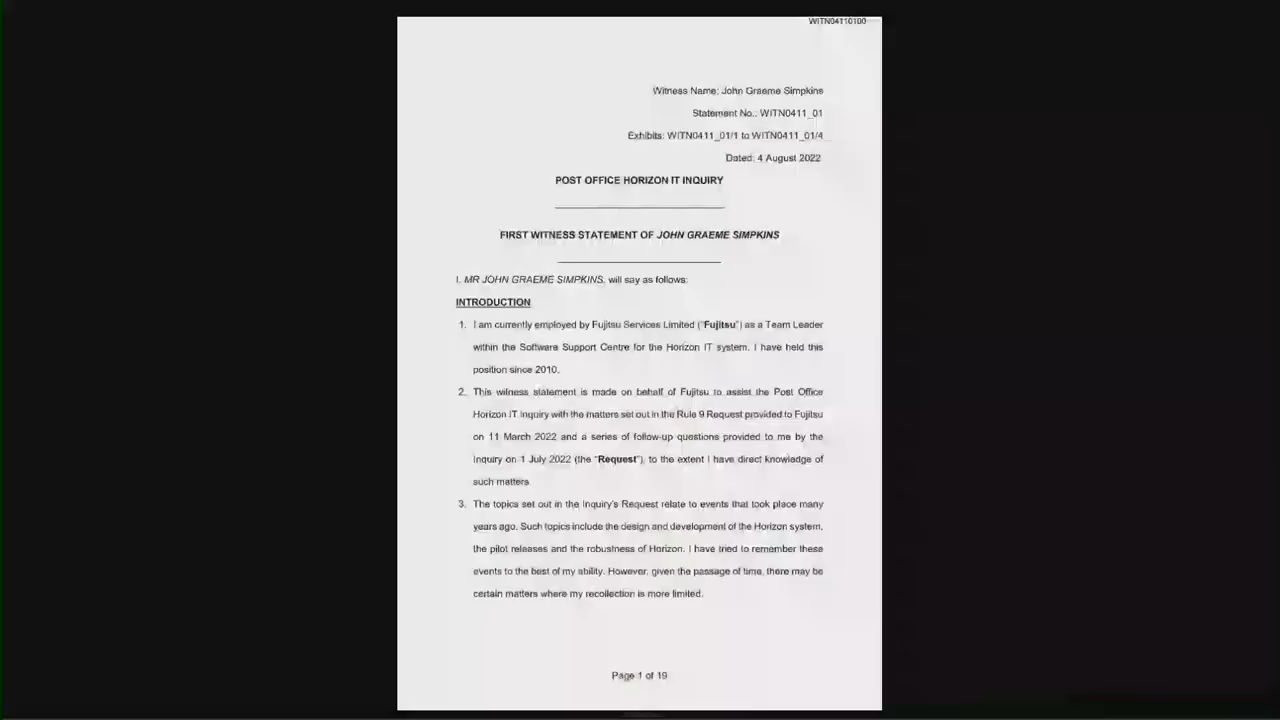 WITN04110100
Witness Name: John Graeme Simpkins
Statement No.: WITN0411_01
Exhibits: WITN0411_01/1 to WITN0411_01/4
Dated: 4 August 2022
POST OFFICE HORIZON IT INQUIRY
FIRST WITNESS STATEMENT OF JOHN GRAEME SIMPKINS
I, MR JOHN GRAEME SIMPKINS, will say as follows:
INTRODUCTION
1. I am currently employed by Fujitsu Services Limited ("Fujitsu") as a Team Leader
within the Software Support Centre for the Horizon IT system. I have held this
position since 2010.
2. This witness statement is made on behalf of Fujitsu to assist the Post Office
Horizon IT Inquiry with the matters set out in the Rule 9 Request provided to Fujitsu
on 11 March 2022 and a series of follow-up questions provided to me by the
Inquiry on 1 July 2022 (the "Request"), to the extent I have direct knowledge of
such matters.
3. The topics set out in the Inquiry's Request relate to events that took place many
years ago. Such topics include the design and development of the Horizon system,
the pilot releases and the robustness of Horizon. I have tried to remember these
events to the best of my ability. However, given the passage of time, there may be
certain matters where my recollection is more limited.
Page 1 of 19